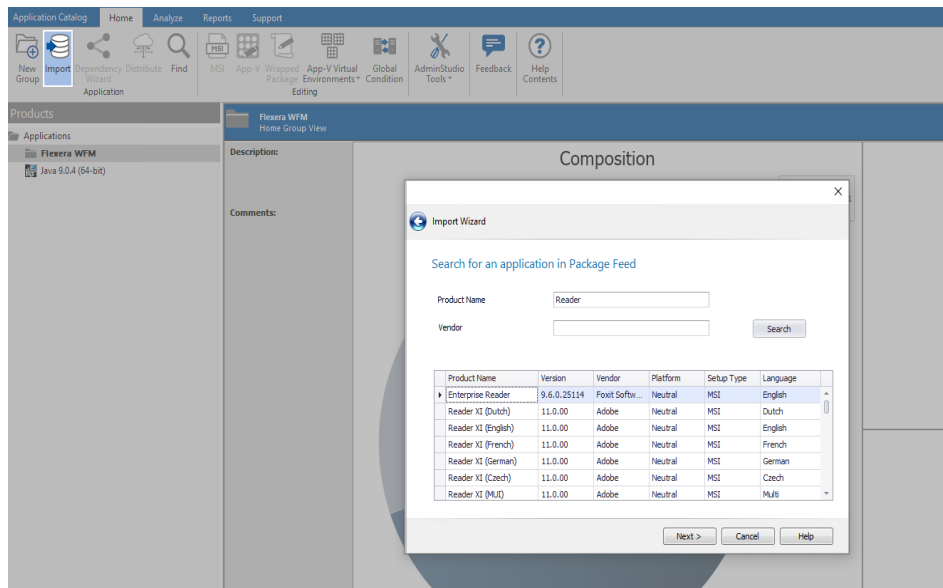 Application Catalog Home Analyze Reports Support
New Group
Import
Dependency Wizard
Distribute
Find
MSI
App-V
Wrapped Package
App-V Virtual Environments
Global Condition
AdminStudio Tools
Feedback
Help Contents
Application
Editing
Products
Applications
Flexera WFM
Java 9.0.4 (64-bit)
Flexera WFM
Home Group View
Description:
Comments:
Composition
Import Wizard
Search for an application in Package Feed
Product Name Reader
Vendor Search
Product Name Version Vendor Platform Setup Type Language
Enterprise Reader 9.6.0.25114 Foxit Softw... Neutral MSI English
Reader XI (Dutch) 11.0.00 Adobe Neutral MSI Dutch
Reader XI (English) 11.0.00 Adobe Neutral MSI English
Reader XI (French) 11.0.00 Adobe Neutral MSI French
Reader XI (German) 11.0.00 Adobe Neutral MSI German
Reader XI (Czech) 11.0.00 Adobe Neutral MSI Czech
Reader XI (MUI) 11.0.00 Adobe Neutral MSI Multi
Next > Cancel Help